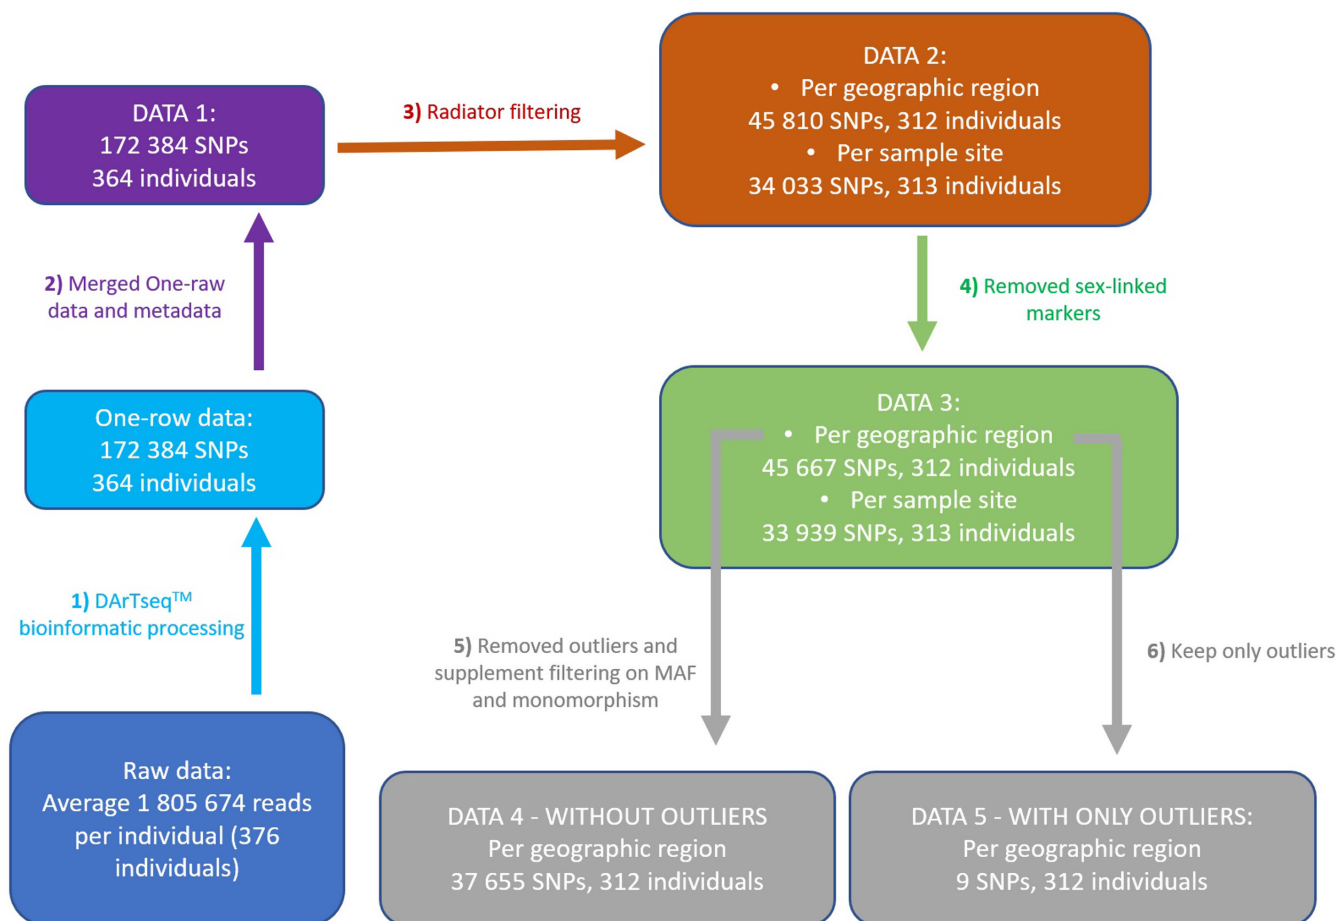 Raw data:
Average 1 805 674 reads
per individual (376
individuals)
1) DArTseq™
bioinformatic processing
One-row data:
172 384 SNPs
364 individuals
2) Merged One-raw
data and metadata
DATA 1:
172 384 SNPs
364 individuals
3) Radiator filtering
DATA 2:
• Per geographic region
45 810 SNPs, 312 individuals
• Per sample site
34 033 SNPs, 313 individuals
4) Removed sex-linked
markers
DATA 3:
• Per geographic region
45 667 SNPs, 312 individuals
• Per sample site
33 939 SNPs, 313 individuals
5) Removed outliers and
supplement filtering on MAF
and monomorphism
6) Keep only outliers
DATA 4 - WITHOUT OUTLIERS
Per geographic region
37 655 SNPs, 312 individuals
DATA 5 - WITH ONLY OUTLIERS:
Per geographic region
9 SNPs, 312 individuals